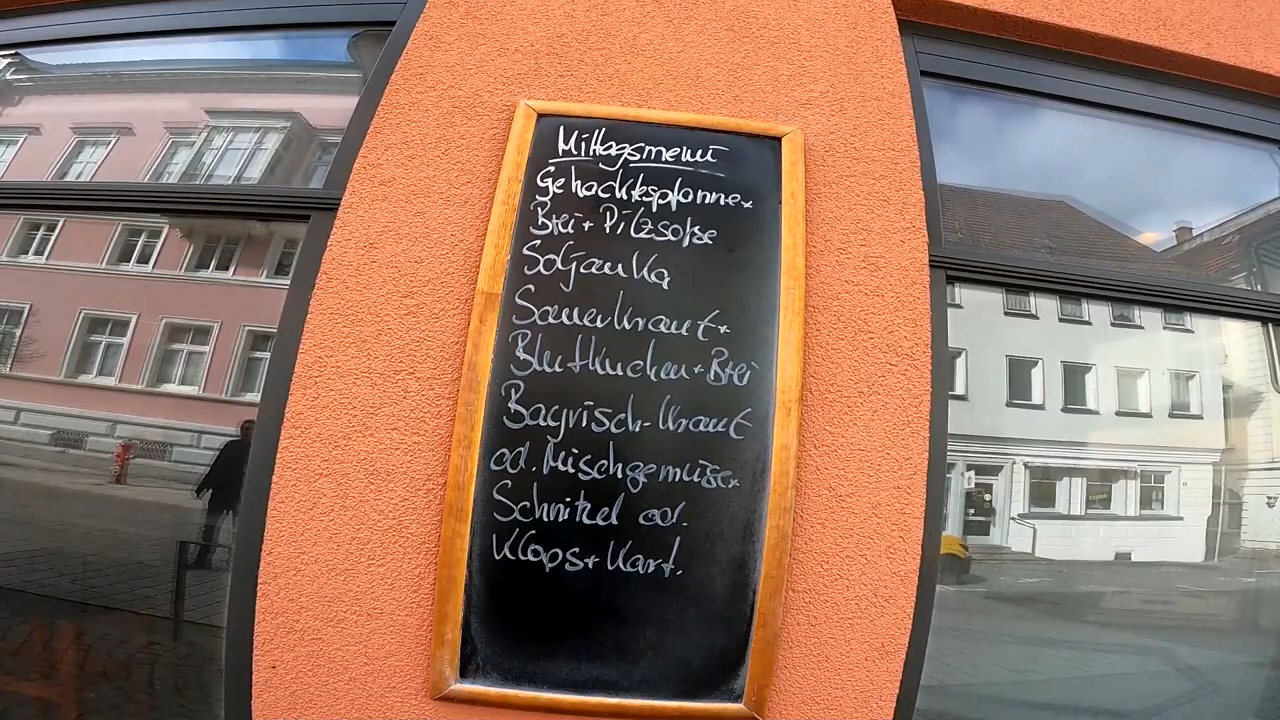 Mittagsmenü
Gehacktespfanne+
Brei + Pilzsoße
Soljanka
Sauerkraut+
Blutkuchen + Brei
Bayrisch-Kraut
od. Mischgemüse+
Schnitzel od.
Klops + Kart.